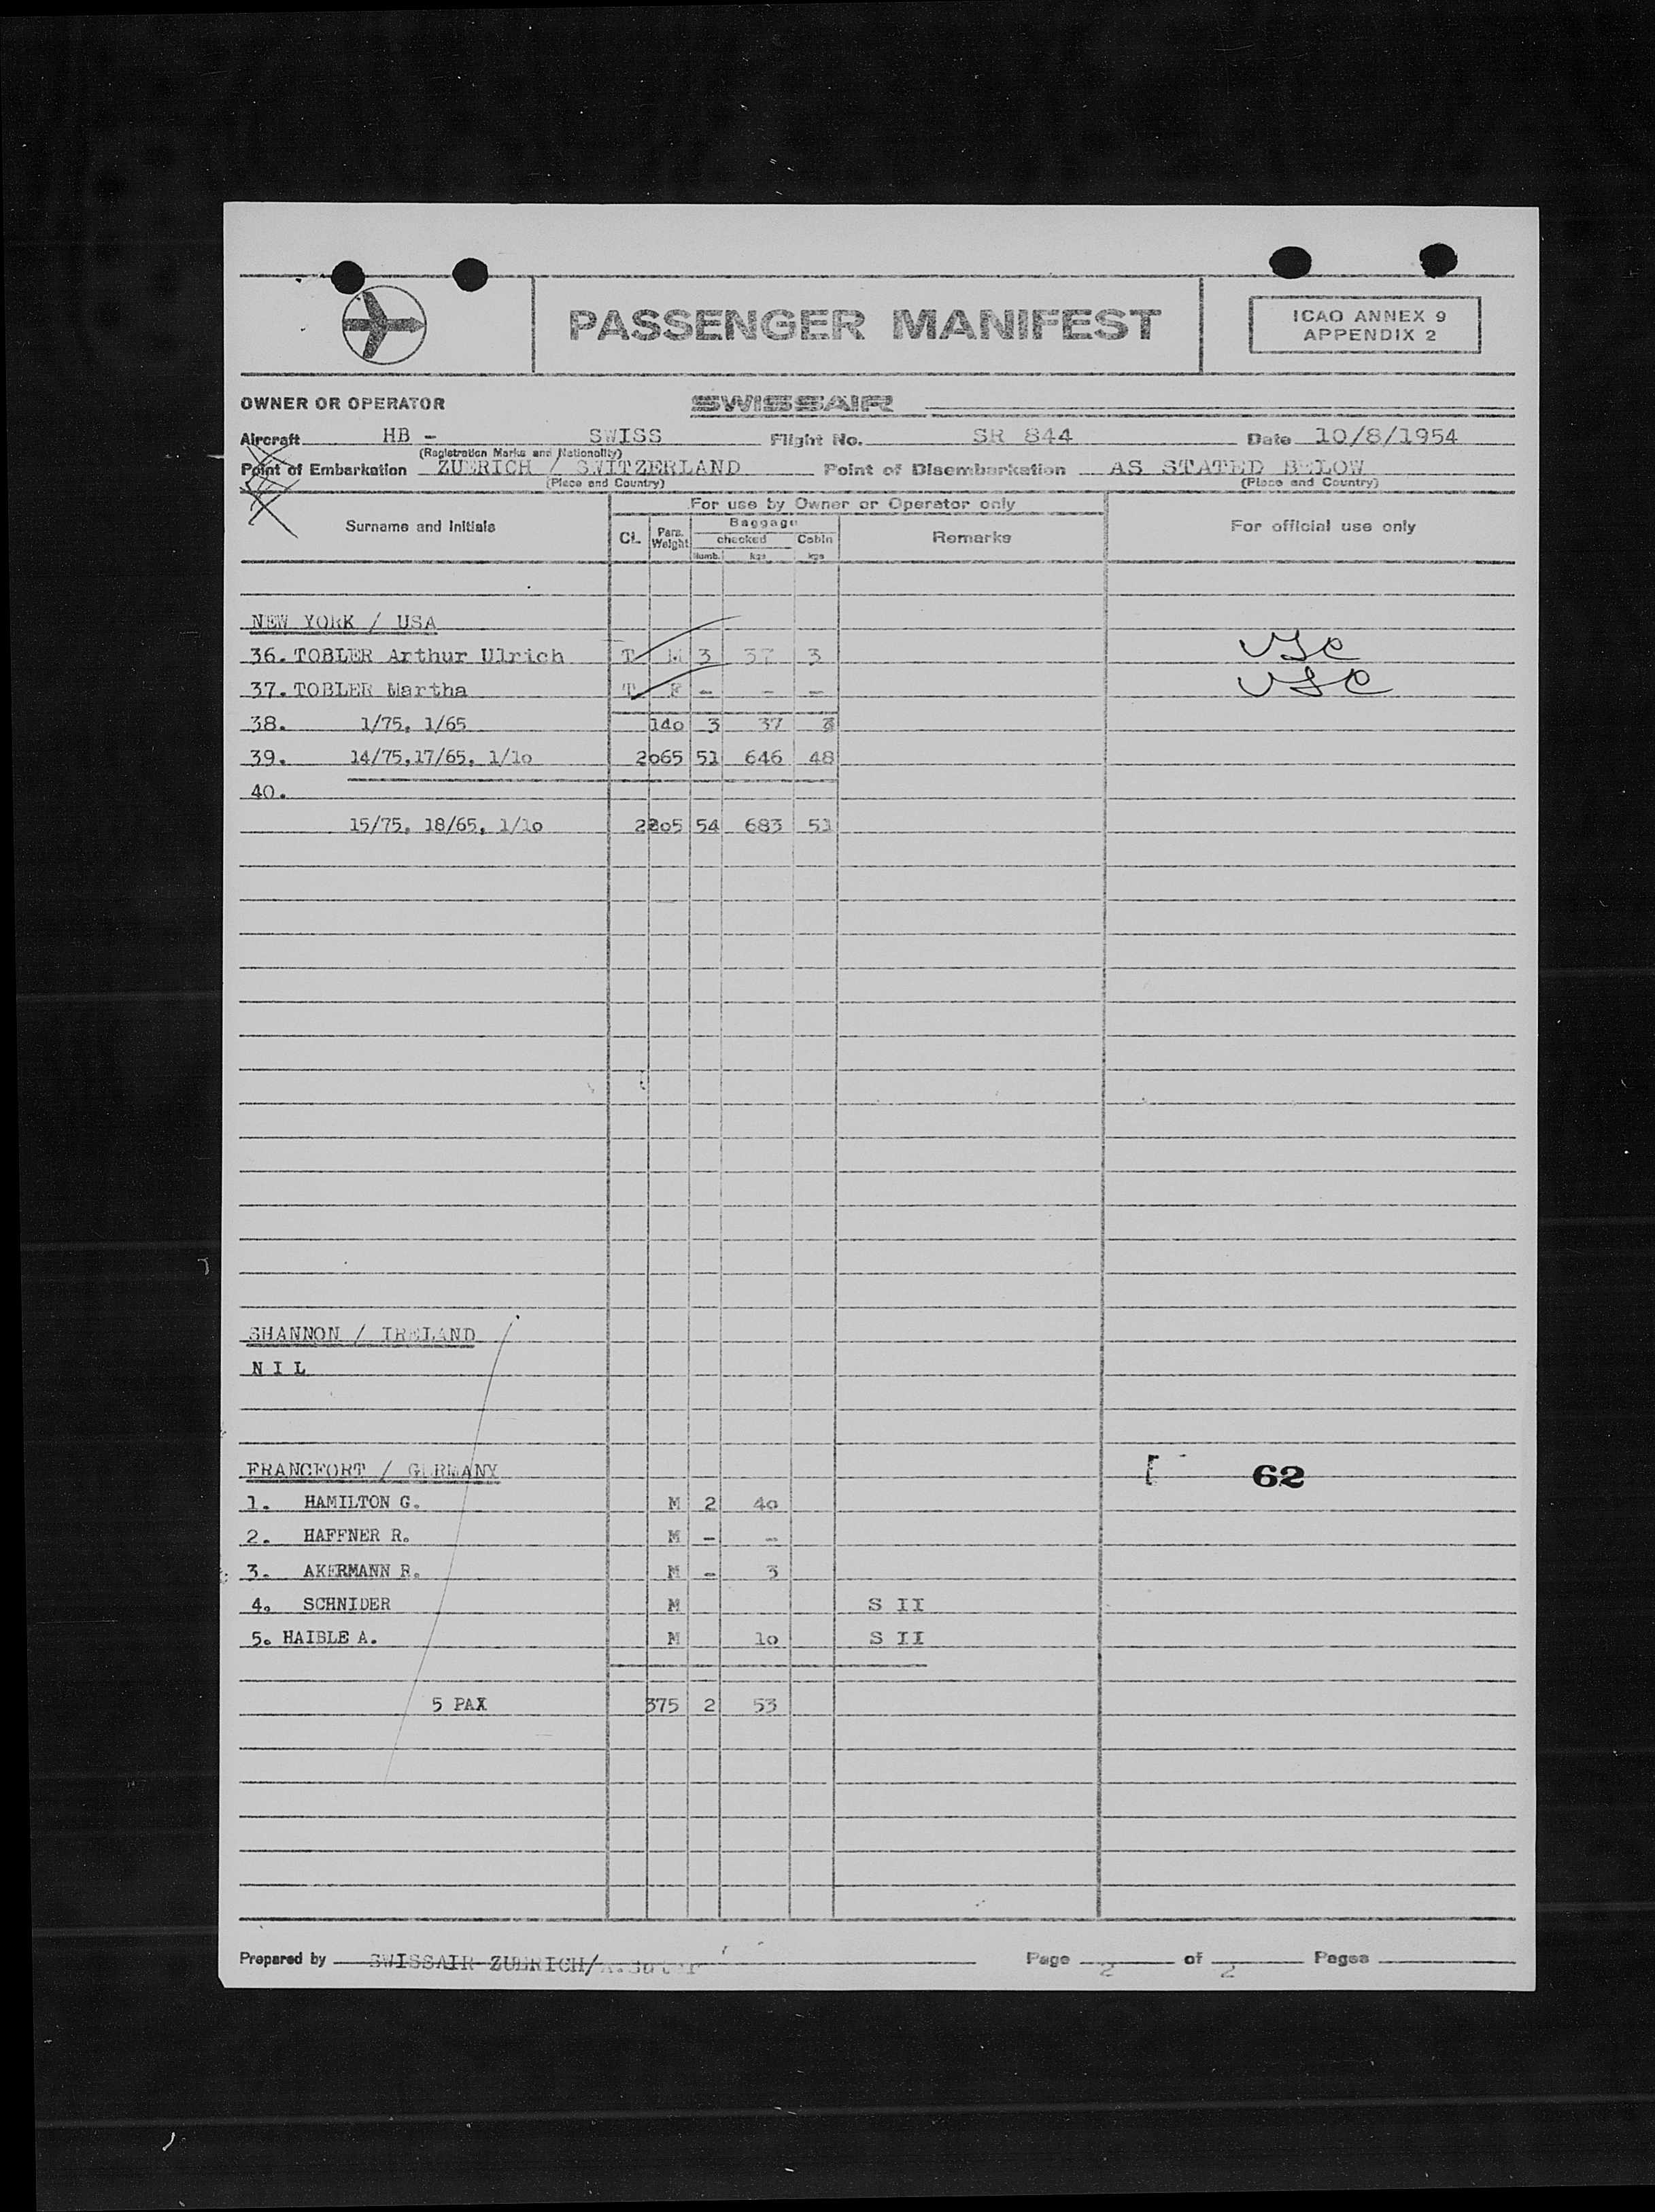 PASSENGER MANIFEST
ICAO ANNEX 9
APPENDIX 2
OWNER OR OPERATOR SWISSAIR
Aircraft HB - SWISS Flight No. SR 844 Date 10/8/1954
(Registration Marks and Nationality)
Point of Embarkation ZUERICH / SWITZERLAND Point of Disembarkation AS STATED BELOW
(Place and Country) (Place and Country)
For use by Owner or Operator only
Surname and Initials Cl. Pars. Weight Baggage checked Cabin Remarks For official use only
Numb. kgs kgs
NEW YORK / USA
36. TOBLER Arthur Ulrich T M 3 37 3
37. TOBLER Martha T F - - -
38. 1/75, 1/65 140 3 37 3
39. 14/75,17/65, 1/10 2065 51 646 48
40.
15/75, 18/65, 1/10 2205 54 683 51
SHANNON / IRELAND
N I L
FRANCFORT / GERMANY 62
1. HAMILTON G. M 2 40
2. HAFFNER R. M - -
3. AKERMANN R. M - 3
4. SCHNIDER M S II
5. HAIBLE A. M 10 S II
5 PAX 375 2 53
Prepared by SWISSAIR ZUERICH/ Page 2 of 2 Pages